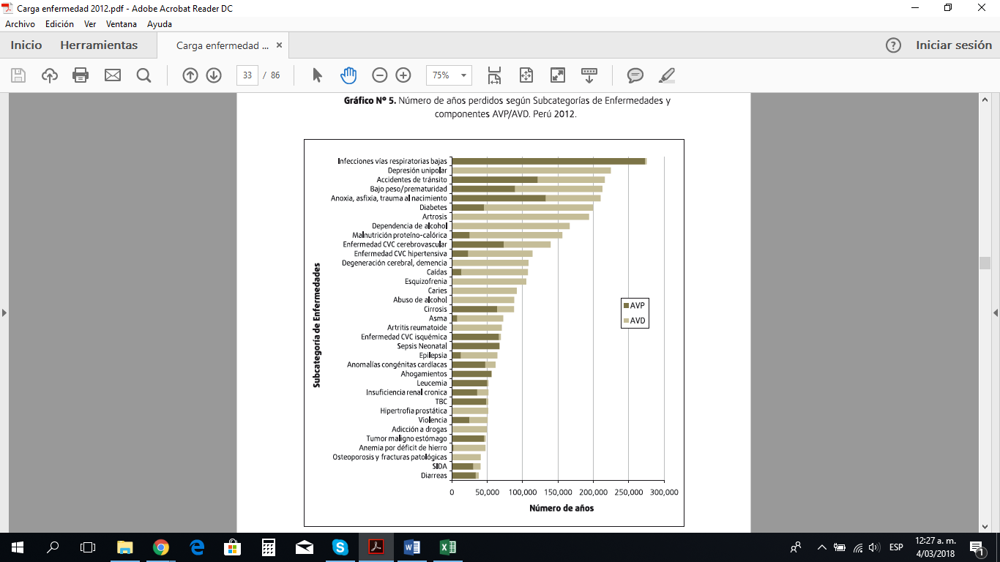 Carga enfermedad 2012.pdf - Adobe Acrobat Reader DC
Archivo Edición Ver Ventana Ayuda
Inicio Herramientas Carga enfermedad ... × ? Iniciar sesión
33 / 86 75%
Gráfico Nº 5. Número de años perdidos según Subcategorías de Enfermedades y
componentes AVP/AVD. Perú 2012.
Subcategoría de Enfermedades
Infecciones vías respiratorias bajas
Depresión unipolar
Accidentes de tránsito
Bajo peso/prematuridad
Anoxia, asfixia, trauma al nacimiento
Diabetes
Artrosis
Dependencia de alcohol
Malnutrición proteíno-calórica
Enfermedad CVC cerebrovascular
Enfermedad CVC hipertensiva
Degeneración cerebral, demencia
Caídas
Esquizofrenia
Caries
Abuso de alcohol
Cirrosis
Asma
Artritis reumatoide
Enfermedad CVC isquémica
Sepsis Neonatal
Epilepsia
Anomalías congénitas cardíacas
Ahogamientos
Leucemia
Insuficiencia renal cronica
TBC
Hipertrofia prostática
Violencia
Adicción a drogas
Tumor maligno estómago
Anemia por déficit de hierro
Osteoporosis y fracturas patológicas
SIDA
Diarreas
AVP
AVD
0 50,000 100,000 150,000 200,000 250,000 300,000
Número de años
ESP
12:27 a. m.
4/03/2018
1